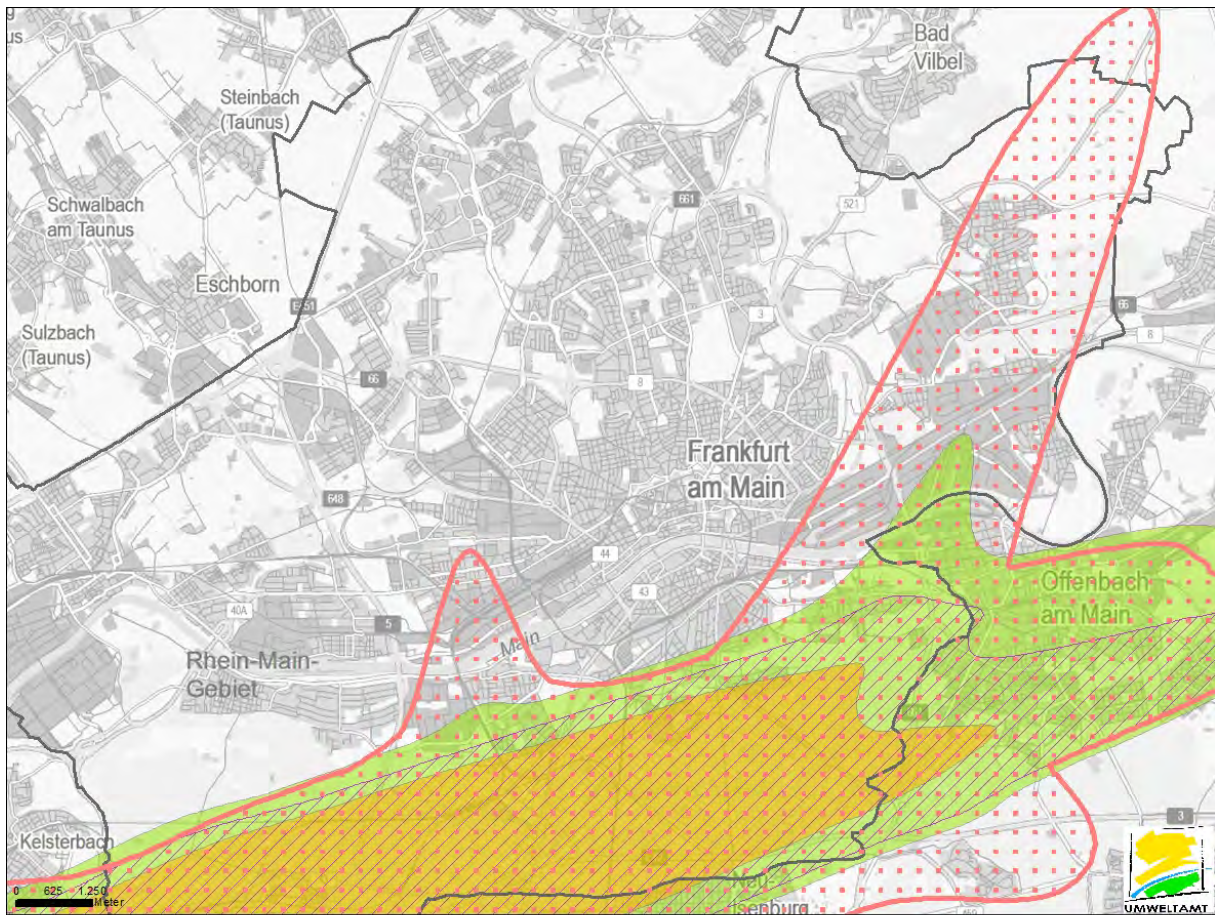 Bad
Vilbel
Steinbach
(Taunus)
Schwalbach
am Taunus
661
521
Eschborn
Sulzbach
(Taunus)
3
66
8
66
8
Frankfurt
am Main
648
44
43
Offenbach
am Main
40A
5
Main
Rhein-Main-
Gebiet
Kelsterbach
3
0 625 1.250
Meter
Neu-
Isenburg
UMWELTAMT